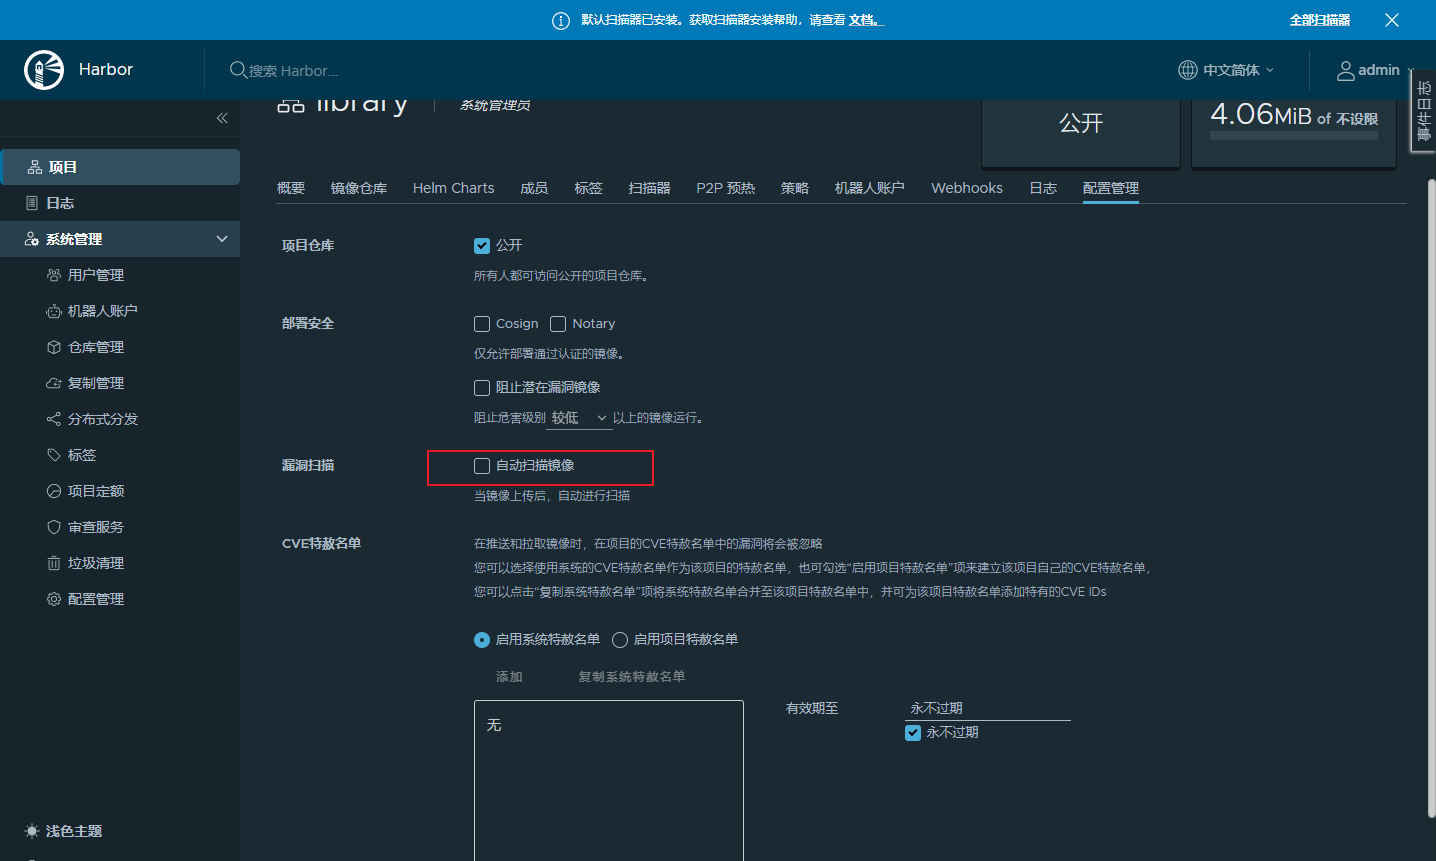 默认扫描器已安装。获取扫描器安装帮助，请查看 文档。
全部扫描器
Harbor
搜索 Harbor...
中文简体
admin
事件日志
library
系统管理员
公开
4.06MiB of 不设限
项目
日志
系统管理
用户管理
机器人账户
仓库管理
复制管理
分布式分发
标签
项目定额
审查服务
垃圾清理
配置管理
浅色主题
概要 镜像仓库 Helm Charts 成员 标签 扫描器 P2P 预热 策略 机器人账户 Webhooks 日志 配置管理
项目仓库
公开
所有人都可访问公开的项目仓库。
部署安全
Cosign Notary
仅允许部署通过认证的镜像。
阻止潜在漏洞镜像
阻止危害级别 较低 以上的镜像运行。
漏洞扫描
自动扫描镜像
当镜像上传后，自动进行扫描
CVE特赦名单
在推送和拉取镜像时，在项目的CVE特赦名单中的漏洞将会被忽略
您可以选择使用系统的CVE特赦名单作为该项目的特赦名单，也可勾选“启用项目特赦名单”项来建立该项目自己的CVE特赦名单，
您可以点击“复制系统特赦名单”项将系统特赦名单合并至该项目特赦名单中，并可为该项目特赦名单添加特有的CVE IDs
启用系统特赦名单 启用项目特赦名单
添加 复制系统特赦名单
无
有效期至
永不过期
永不过期